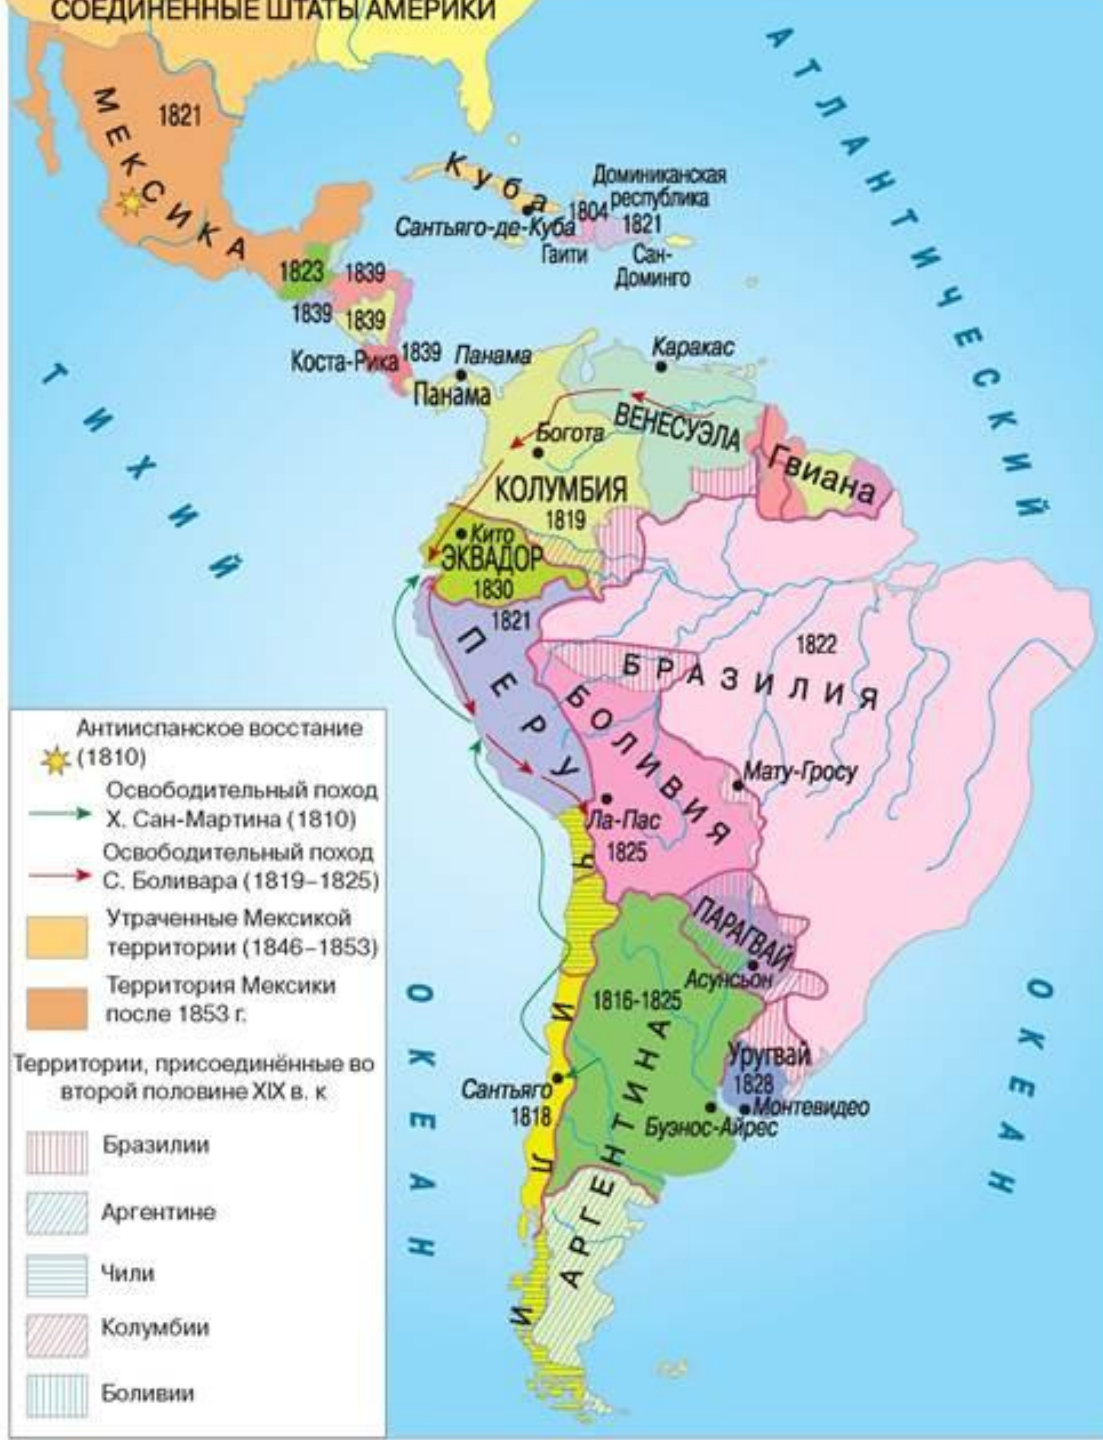 СОЕДИНЕННЫЕ ШТАТЫ АМЕРИКИ
АТЛАНТИЧЕСКИЙ
ОКЕАН
ТИХИЙ
ОКЕАН
МЕКСИКА
1821
Куба
Сантьяго-де-Куба
Доминиканская
республика
1804
1821
Гаити
Сан-
Доминго
1823
1839
1839
1839
Коста-Рика
1839
Панама
Панама
Каракас
ВЕНЕСУЭЛА
Гвиана
Богота
КОЛУМБИЯ
1819
Кито
ЭКВАДОР
1830
1821
ПЕРУ
1822
БРАЗИЛИЯ
БОЛИВИЯ
Мату-Гросу
Ла-Пас
1825
ПАРАГВАЙ
Асунсьон
1816-1825
АРГЕНТИНА
Уругвай
1828
Монтевидео
Буэнос-Айрес
Сантьяго
1818
ЧИЛИ
Антииспанское восстание
(1810)
Освободительный поход
Х. Сан-Мартина (1810)
Освободительный поход
С. Боливара (1819–1825)
Утраченные Мексикой
территории (1846–1853)
Территория Мексики
после 1853 г.
Территории, присоединённые во
второй половине XIX в. к
Бразилии
Аргентине
Чили
Колумбии
Боливии